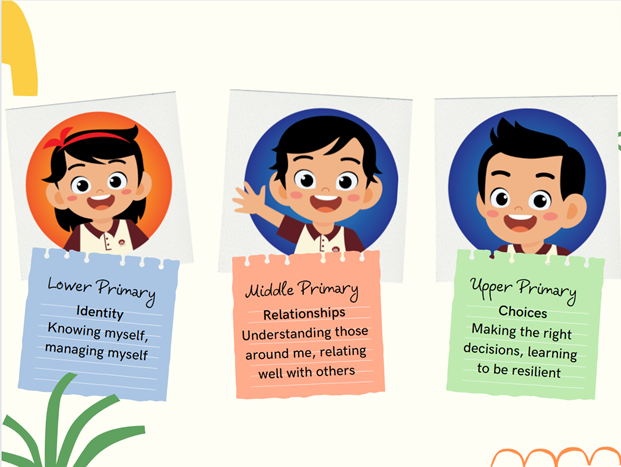 Lower Primary
Identity
Knowing myself,
managing myself
Middle Primary
Relationships
Understanding those
around me, relating
well with others
Upper Primary
Choices
Making the right
decisions, learning
to be resilient